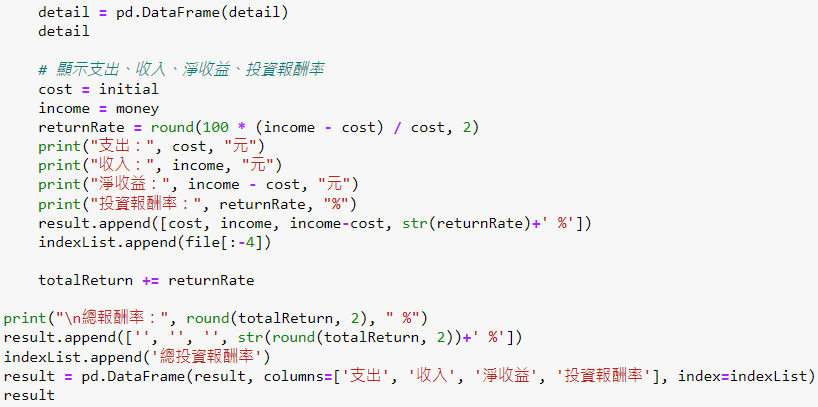 detail = pd.DataFrame(detail)
detail
# 顯示支出、收入、淨收益、投資報酬率
cost = initial
income = money
returnRate = round(100 * (income - cost) / cost, 2)
print("支出：", cost, "元")
print("收入：", income, "元")
print("淨收益：", income - cost, "元")
print("投資報酬率：", returnRate, "%")
result.append([cost, income, income-cost, str(returnRate)+' %'])
indexList.append(file[:-4])
totalReturn += returnRate
print("\n總報酬率：", round(totalReturn, 2), " %")
result.append(['', '', '', str(round(totalReturn, 2))+' %'])
indexList.append('總投資報酬率')
result = pd.DataFrame(result, columns=['支出', '收入', '淨收益', '投資報酬率'], index=indexList)
result